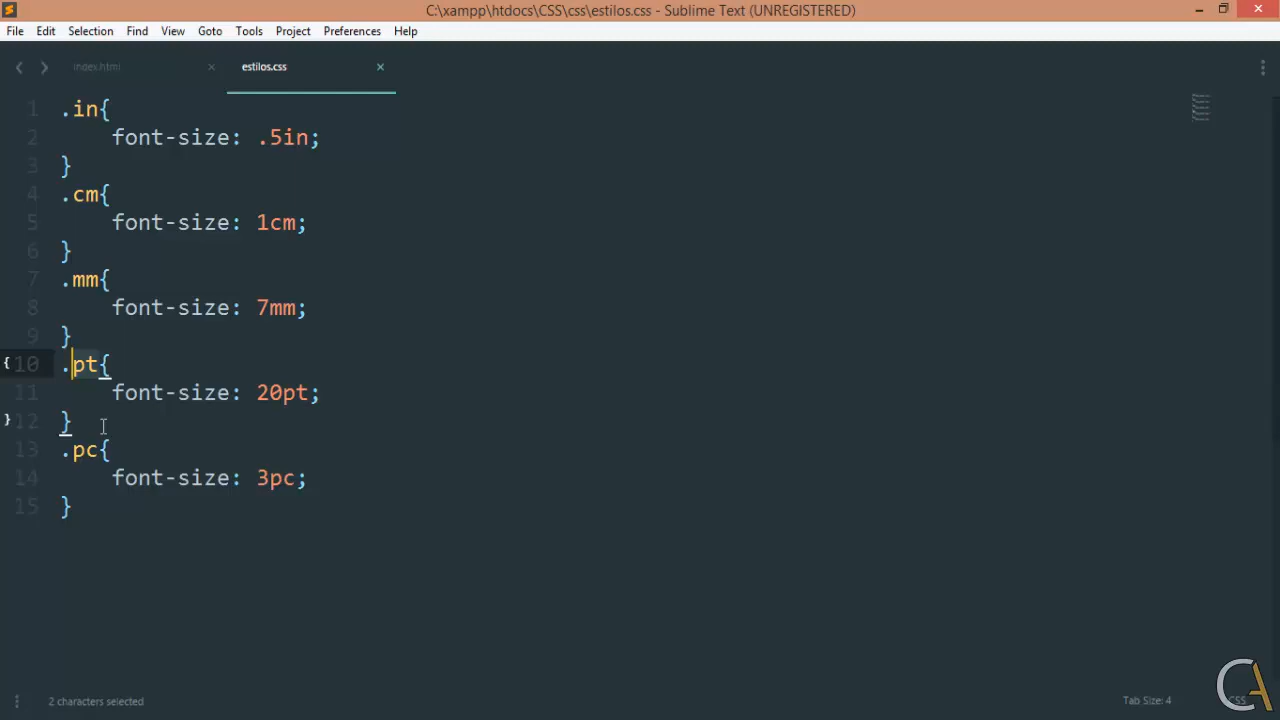 C:\xampp\htdocs\CSS\css\estilos.css - Sublime Text (UNREGISTERED)
File Edit Selection Find View Goto Tools Project Preferences Help
index.html estilos.css
1 .in{
2 font-size: .5in;
3 }
4 .cm{
5 font-size: 1cm;
6 }
7 .mm{
8 font-size: 7mm;
9 }
10 .pt{
11 font-size: 20pt;
12 }
13 .pc{
14 font-size: 3pc;
15 }
2 characters selected Tab Size: 4 CSS
CA